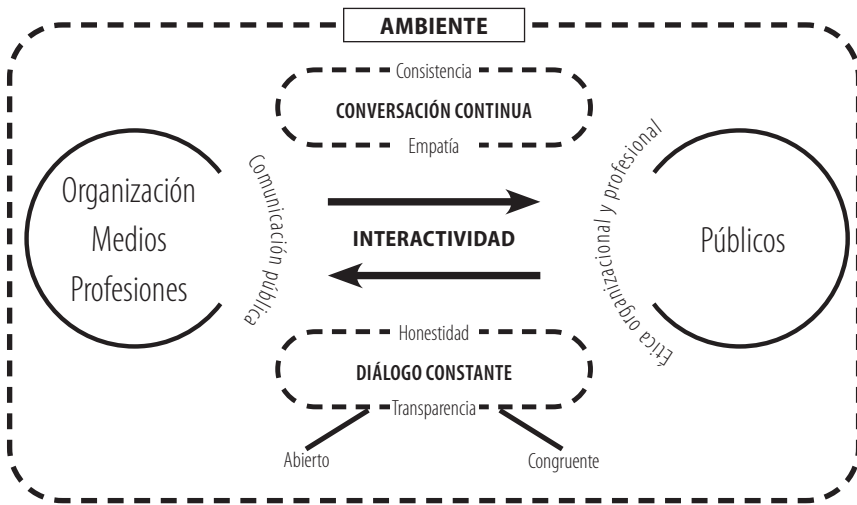 AMBIENTE
Consistencia
CONVERSACIÓN CONTINUA
Empatía
Organización
Medios
Profesiones
Comunicación pública
INTERACTIVIDAD
Ética organizacional y profesional
Públicos
Honestidad
DIÁLOGO CONSTANTE
Transparencia
Abierto
Congruente